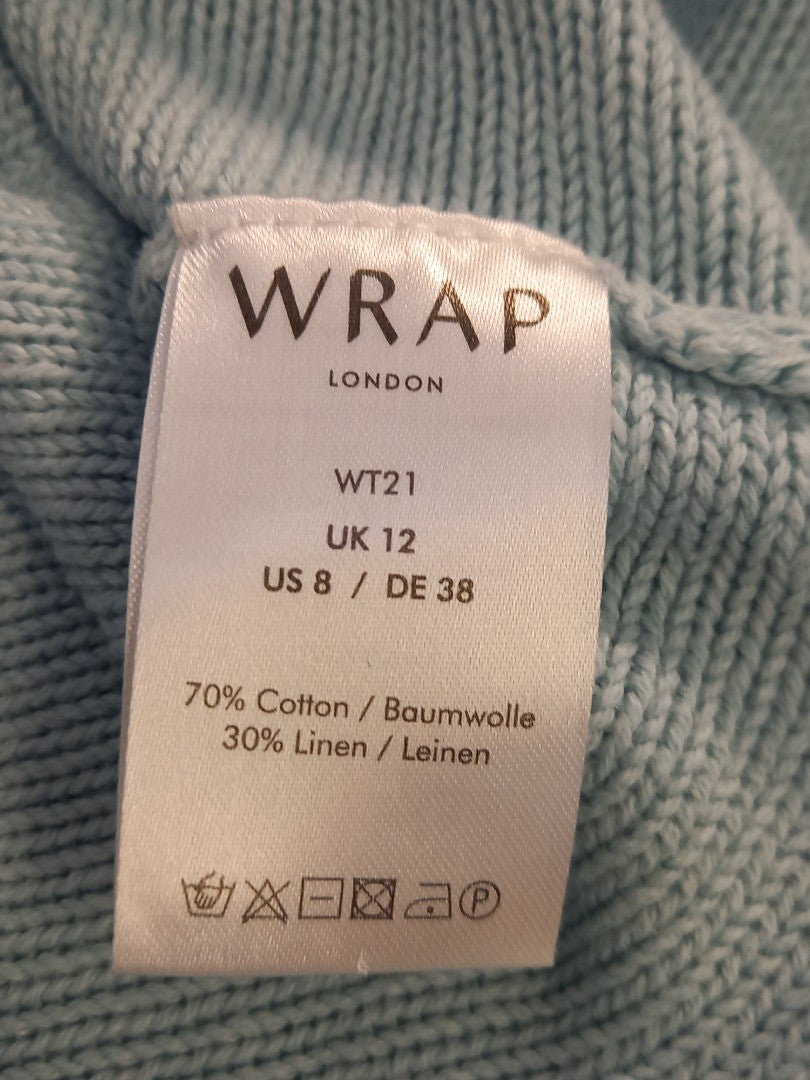 WRAP
LONDON
WT21
UK 12
US 8 / DE 38
70% Cotton / Baumwolle
30% Linen / Leinen
P